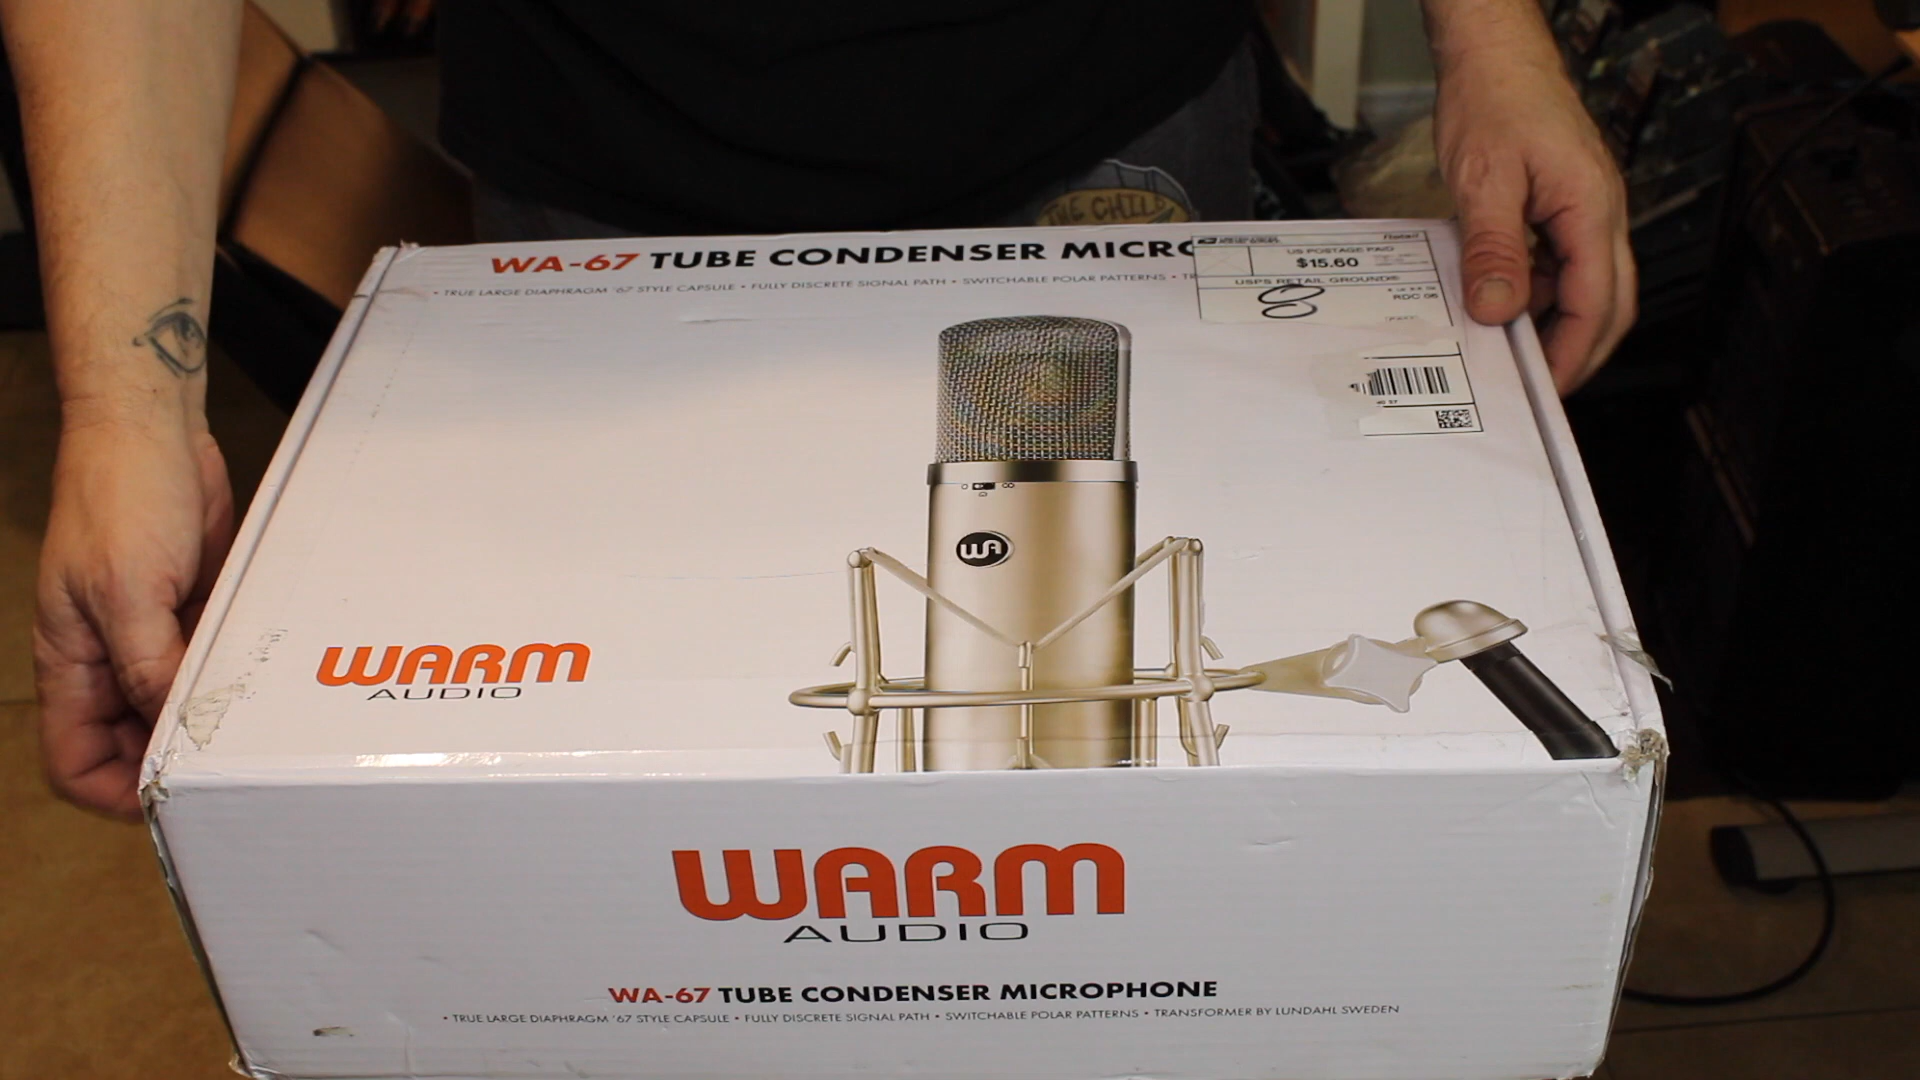 THE CHILD
WA-67 TUBE CONDENSER MICRO
• TRUE LARGE DIAPHRAGM '67 STYLE CAPSULE • FULLY DISCRETE SIGNAL PATH • SWITCHABLE POLAR PATTERNS • TR
Retail
US POSTAGE PAID
$15.60
USPS RETAIL GROUND®
8
RDC 06
WA
WARM
AUDIO
WARM
AUDIO
WA-67 TUBE CONDENSER MICROPHONE
• TRUE LARGE DIAPHRAGM '67 STYLE CAPSULE • FULLY DISCRETE SIGNAL PATH • SWITCHABLE POLAR PATTERNS • TRANSFORMER BY LUNDAHL SWEDEN